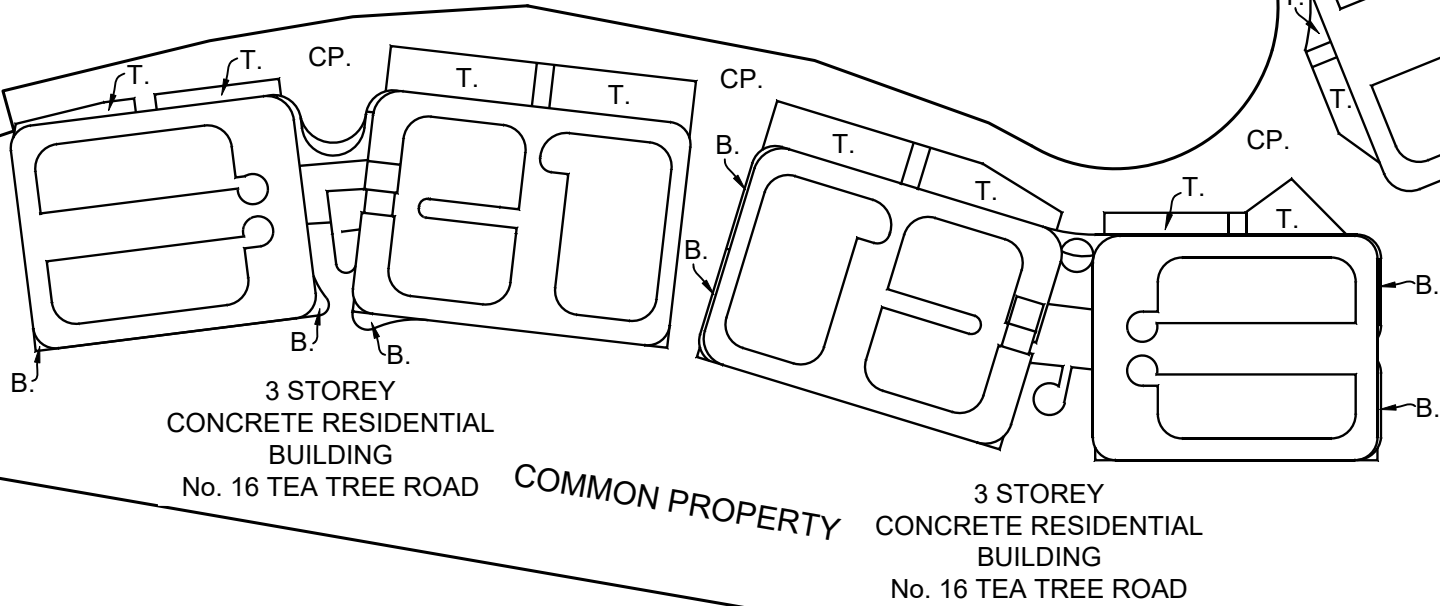 T.
T.
CP.
T.
T.
CP.
T.
T.
T.
T.
CP.
T.
T.
B.
B.
B.
B.
B.
B.
B.
3 STOREY
CONCRETE RESIDENTIAL
BUILDING
No. 16 TEA TREE ROAD
COMMON PROPERTY
3 STOREY
CONCRETE RESIDENTIAL
BUILDING
No. 16 TEA TREE ROAD